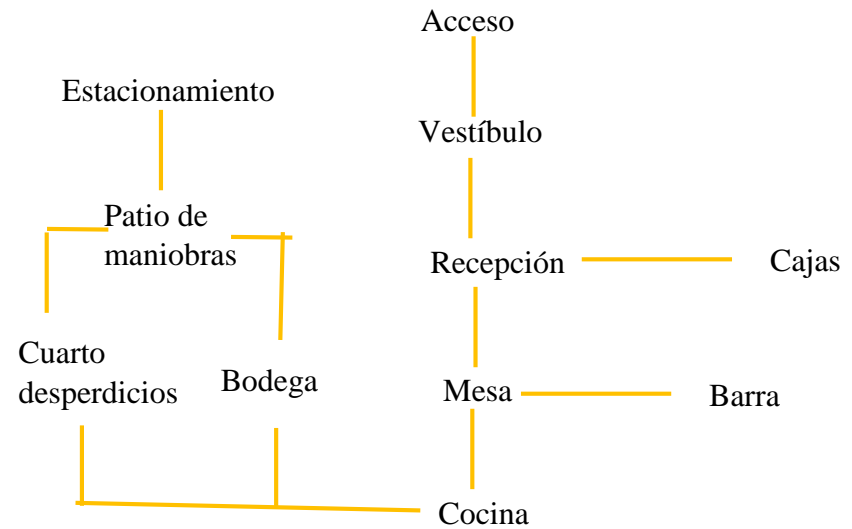 Acceso
Estacionamiento
Vestíbulo
Patio de
maniobras
Recepción
Cajas
Cuarto
desperdicios
Bodega
Mesa
Barra
Cocina